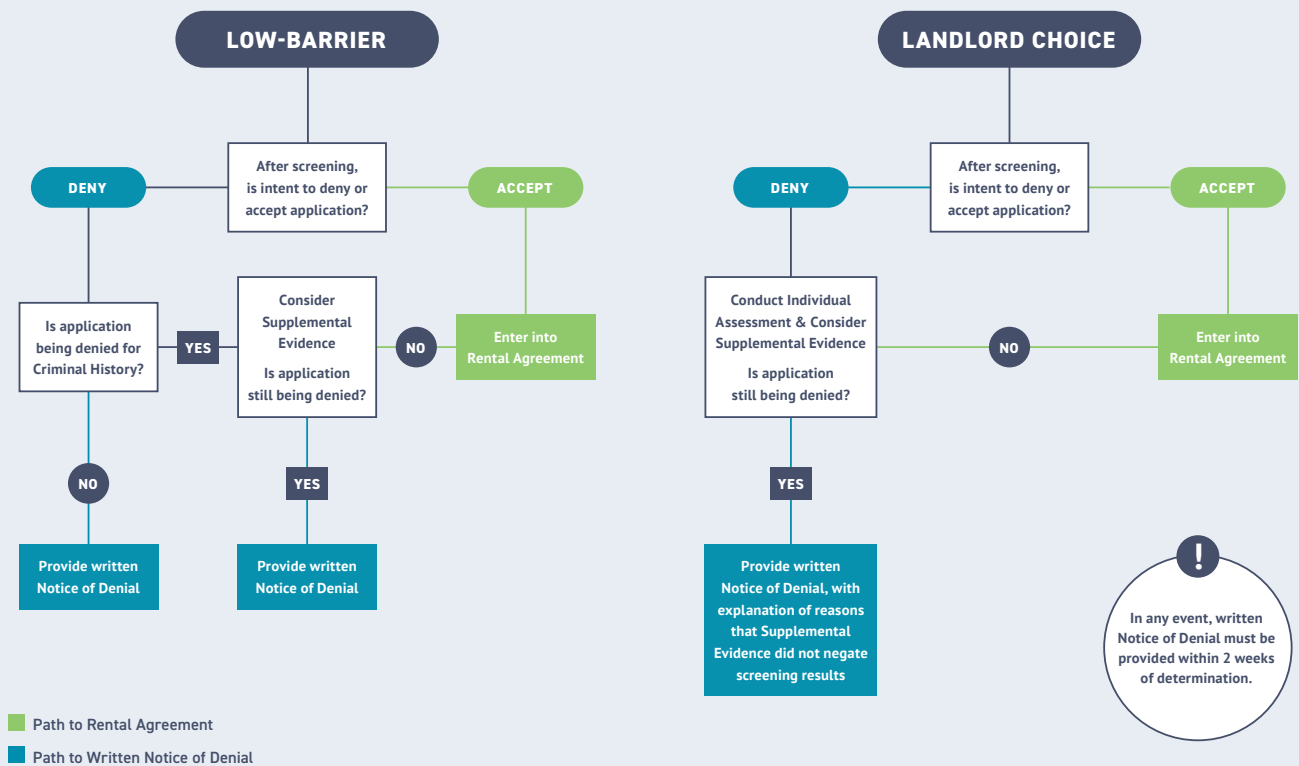 LOW-BARRIER
After screening,
is intent to deny or
accept application?
DENY
ACCEPT
Is application
being denied for
Criminal History?
YES
Consider
Supplemental
Evidence
Is application
still being denied?
NO
Enter into
Rental Agreement
NO
YES
Provide written
Notice of Denial
Provide written
Notice of Denial
LANDLORD CHOICE
After screening,
is intent to deny or
accept application?
DENY
ACCEPT
Conduct Individual
Assessment & Consider
Supplemental Evidence
Is application
still being denied?
NO
Enter into
Rental Agreement
YES
Provide written
Notice of Denial, with
explanation of reasons
that Supplemental
Evidence did not negate
screening results
!
In any event, written
Notice of Denial must be
provided within 2 weeks
of determination.
Path to Rental Agreement
Path to Written Notice of Denial